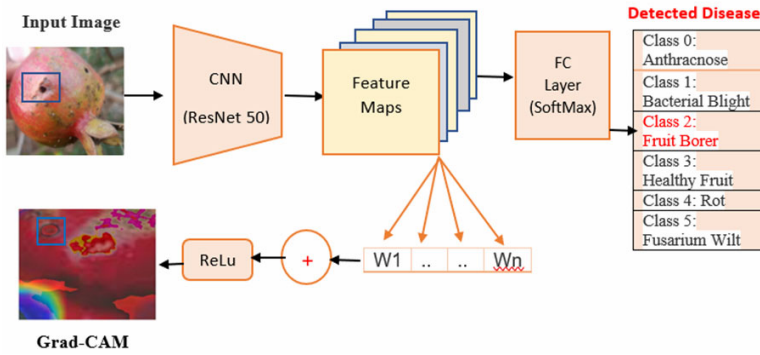 Input Image
CNN
(ResNet 50)
Feature
Maps
FC
Layer
(SoftMax)
Detected Disease
Class 0:
Anthracnose
Class 1:
Bacterial Blight
Class 2:
Fruit Borer
Class 3:
Healthy Fruit
Class 4: Rot
Class 5:
Fusarium Wilt
W1 .. .. Wn
+
ReLu
Grad-CAM